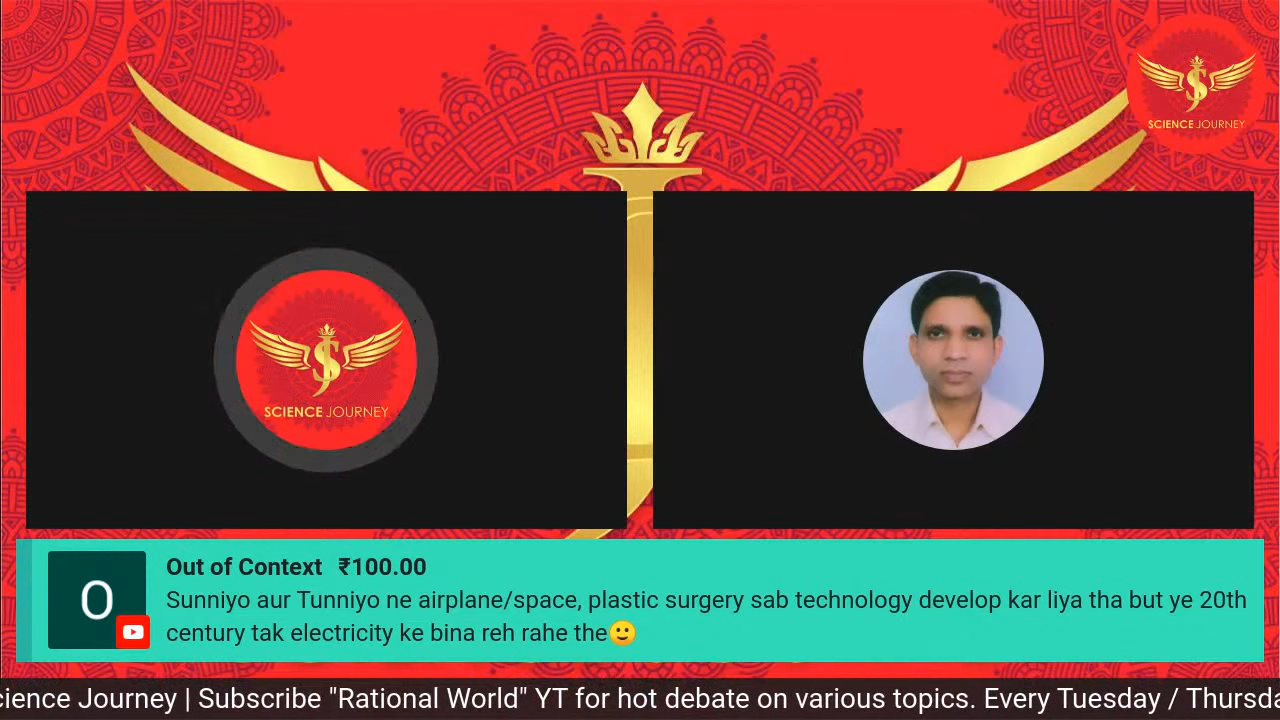 SCIENCE JOURNEY
SCIENCE JOURNEY
O
Out of Context ₹100.00
Sunniyo aur Tunniyo ne airplane/space, plastic surgery sab technology develop kar liya tha but ye 20th
century tak electricity ke bina reh rahe the🙂
cience Journey | Subscribe "Rational World" YT for hot debate on various topics. Every Tuesday / Thursda